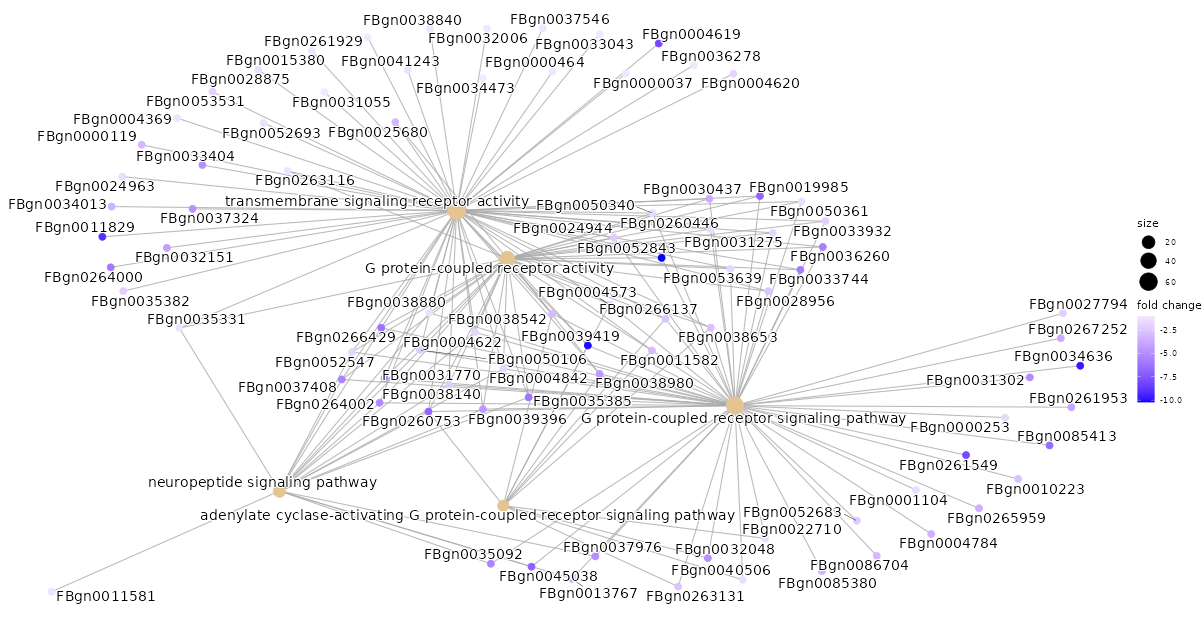 FBgn0038840
FBgn0037546
FBgn0261929
FBgn0032006
FBgn0033043
FBgn0004619
FBgn0015380
FBgn0041243
FBgn0000464
FBgn0036278
FBgn0028875
FBgn0034473
FBgn0000037
FBgn0004620
FBgn0053531
FBgn0031055
FBgn0004369
FBgn0000119
FBgn0052693
FBgn0025680
FBgn0033404
FBgn0263116
FBgn0024963
FBgn0034013
transmembrane signaling receptor activity
FBgn0050340
FBgn0030437
FBgn0019985
FBgn0037324
FBgn0011829
FBgn0024944
FBgn0260446
FBgn0050361
FBgn0033932
FBgn0032151
FBgn0052843
FBgn0031275
FBgn0036260
FBgn0264000
G protein-coupled receptor activity
FBgn0053639
FBgn0033744
FBgn0035382
FBgn0038880
FBgn0004573
FBgn0028956
FBgn0035331
FBgn0038542
FBgn0266137
FBgn0266429
FBgn0004622
FBgn0039419
FBgn0038653
FBgn0052547
FBgn0050106
FBgn0011582
FBgn0037408
FBgn0031770
FBgn0004842
FBgn0038980
FBgn0264002
FBgn0038140
FBgn0035385
FBgn0260753
FBgn0039396
G protein-coupled receptor signaling pathway
FBgn0027794
FBgn0267252
FBgn0034636
FBgn0031302
FBgn0261953
FBgn0000253
FBgn0085413
FBgn0261549
FBgn0010223
FBgn0001104
FBgn0265959
neuropeptide signaling pathway
adenylate cyclase-activating G protein-coupled receptor signaling pathway
FBgn0052683
FBgn0022710
FBgn0004784
FBgn0035092
FBgn0037976
FBgn0032048
FBgn0086704
FBgn0045038
FBgn0040506
FBgn0085380
FBgn0013767
FBgn0263131
FBgn0011581
size
20
40
60
fold change
-2.5
-5.0
-7.5
-10.0